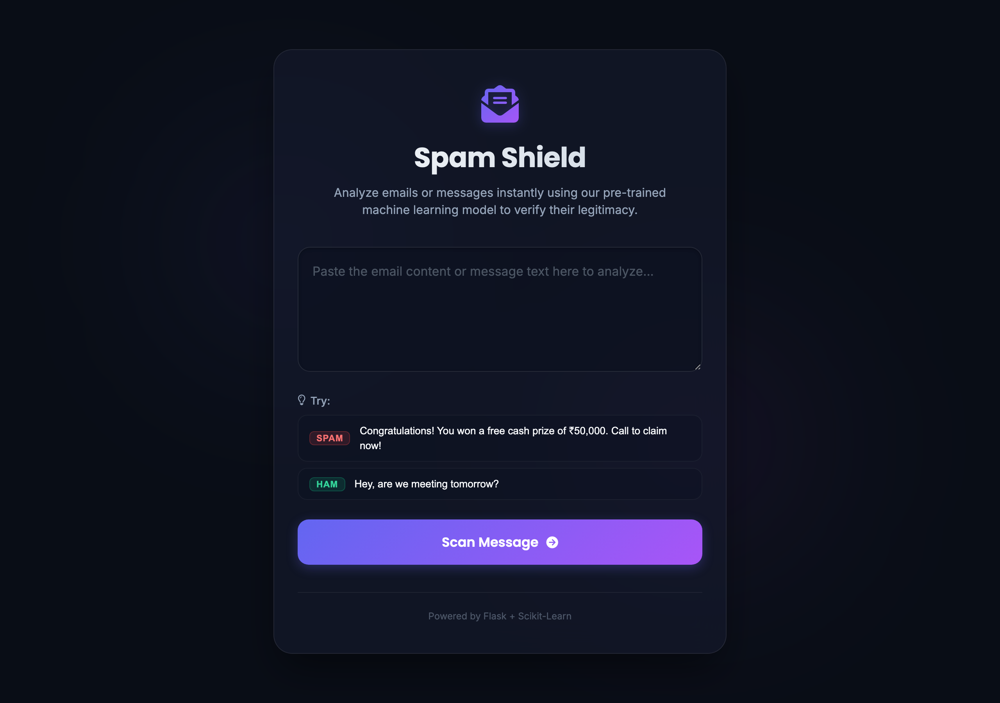 Spam Shield
Analyze emails or messages instantly using our pre-trained
machine learning model to verify their legitimacy.
Paste the email content or message text here to analyze...
Try:
SPAM Congratulations! You won a free cash prize of ₹50,000. Call to claim
now!
HAM Hey, are we meeting tomorrow?
Scan Message
Powered by Flask + Scikit-Learn